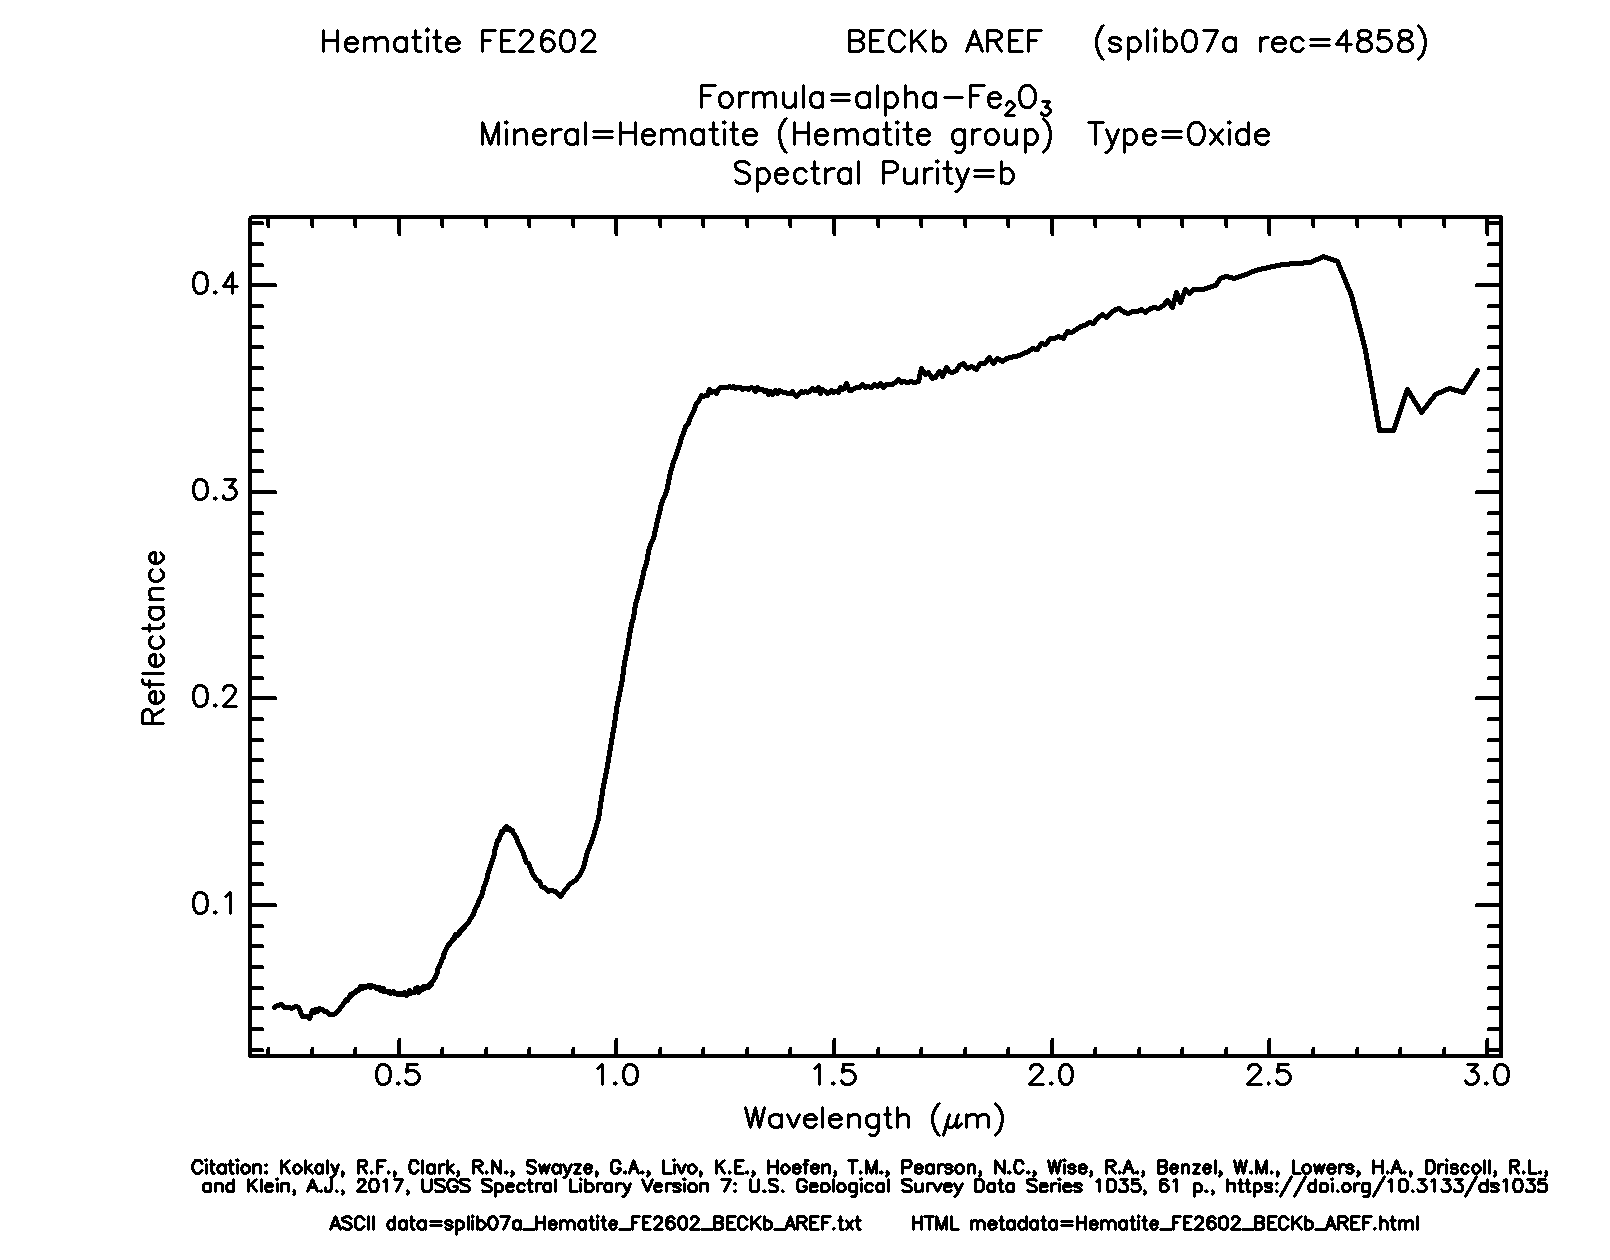 Hematite FE2602 BECKb AREF (splib07a rec=4858)
Formula=alpha-Fe₂O₃
Mineral=Hematite (Hematite group) Type=Oxide
Spectral Purity=b
0.4
0.3
0.2
0.1
Reflectance
0.5 1.0 1.5 2.0 2.5 3.0
Wavelength (μm)
Citation: Kokaly, R.F., Clark, R.N., Swayze, G.A., Livo, K.E., Hoefen, T.M., Pearson, N.C., Wise, R.A., Benzel, W.M., Lowers, H.A., Driscoll, R.L.,
and Klein, A.J., 2017, USGS Spectral Library Version 7: U.S. Geological Survey Data Series 1035, 61 p., https://doi.org/10.3133/ds1035
ASCII data=splib07a_Hematite_FE2602_BECKb_AREF.txt HTML metadata=Hematite_FE2602_BECKb_AREF.html